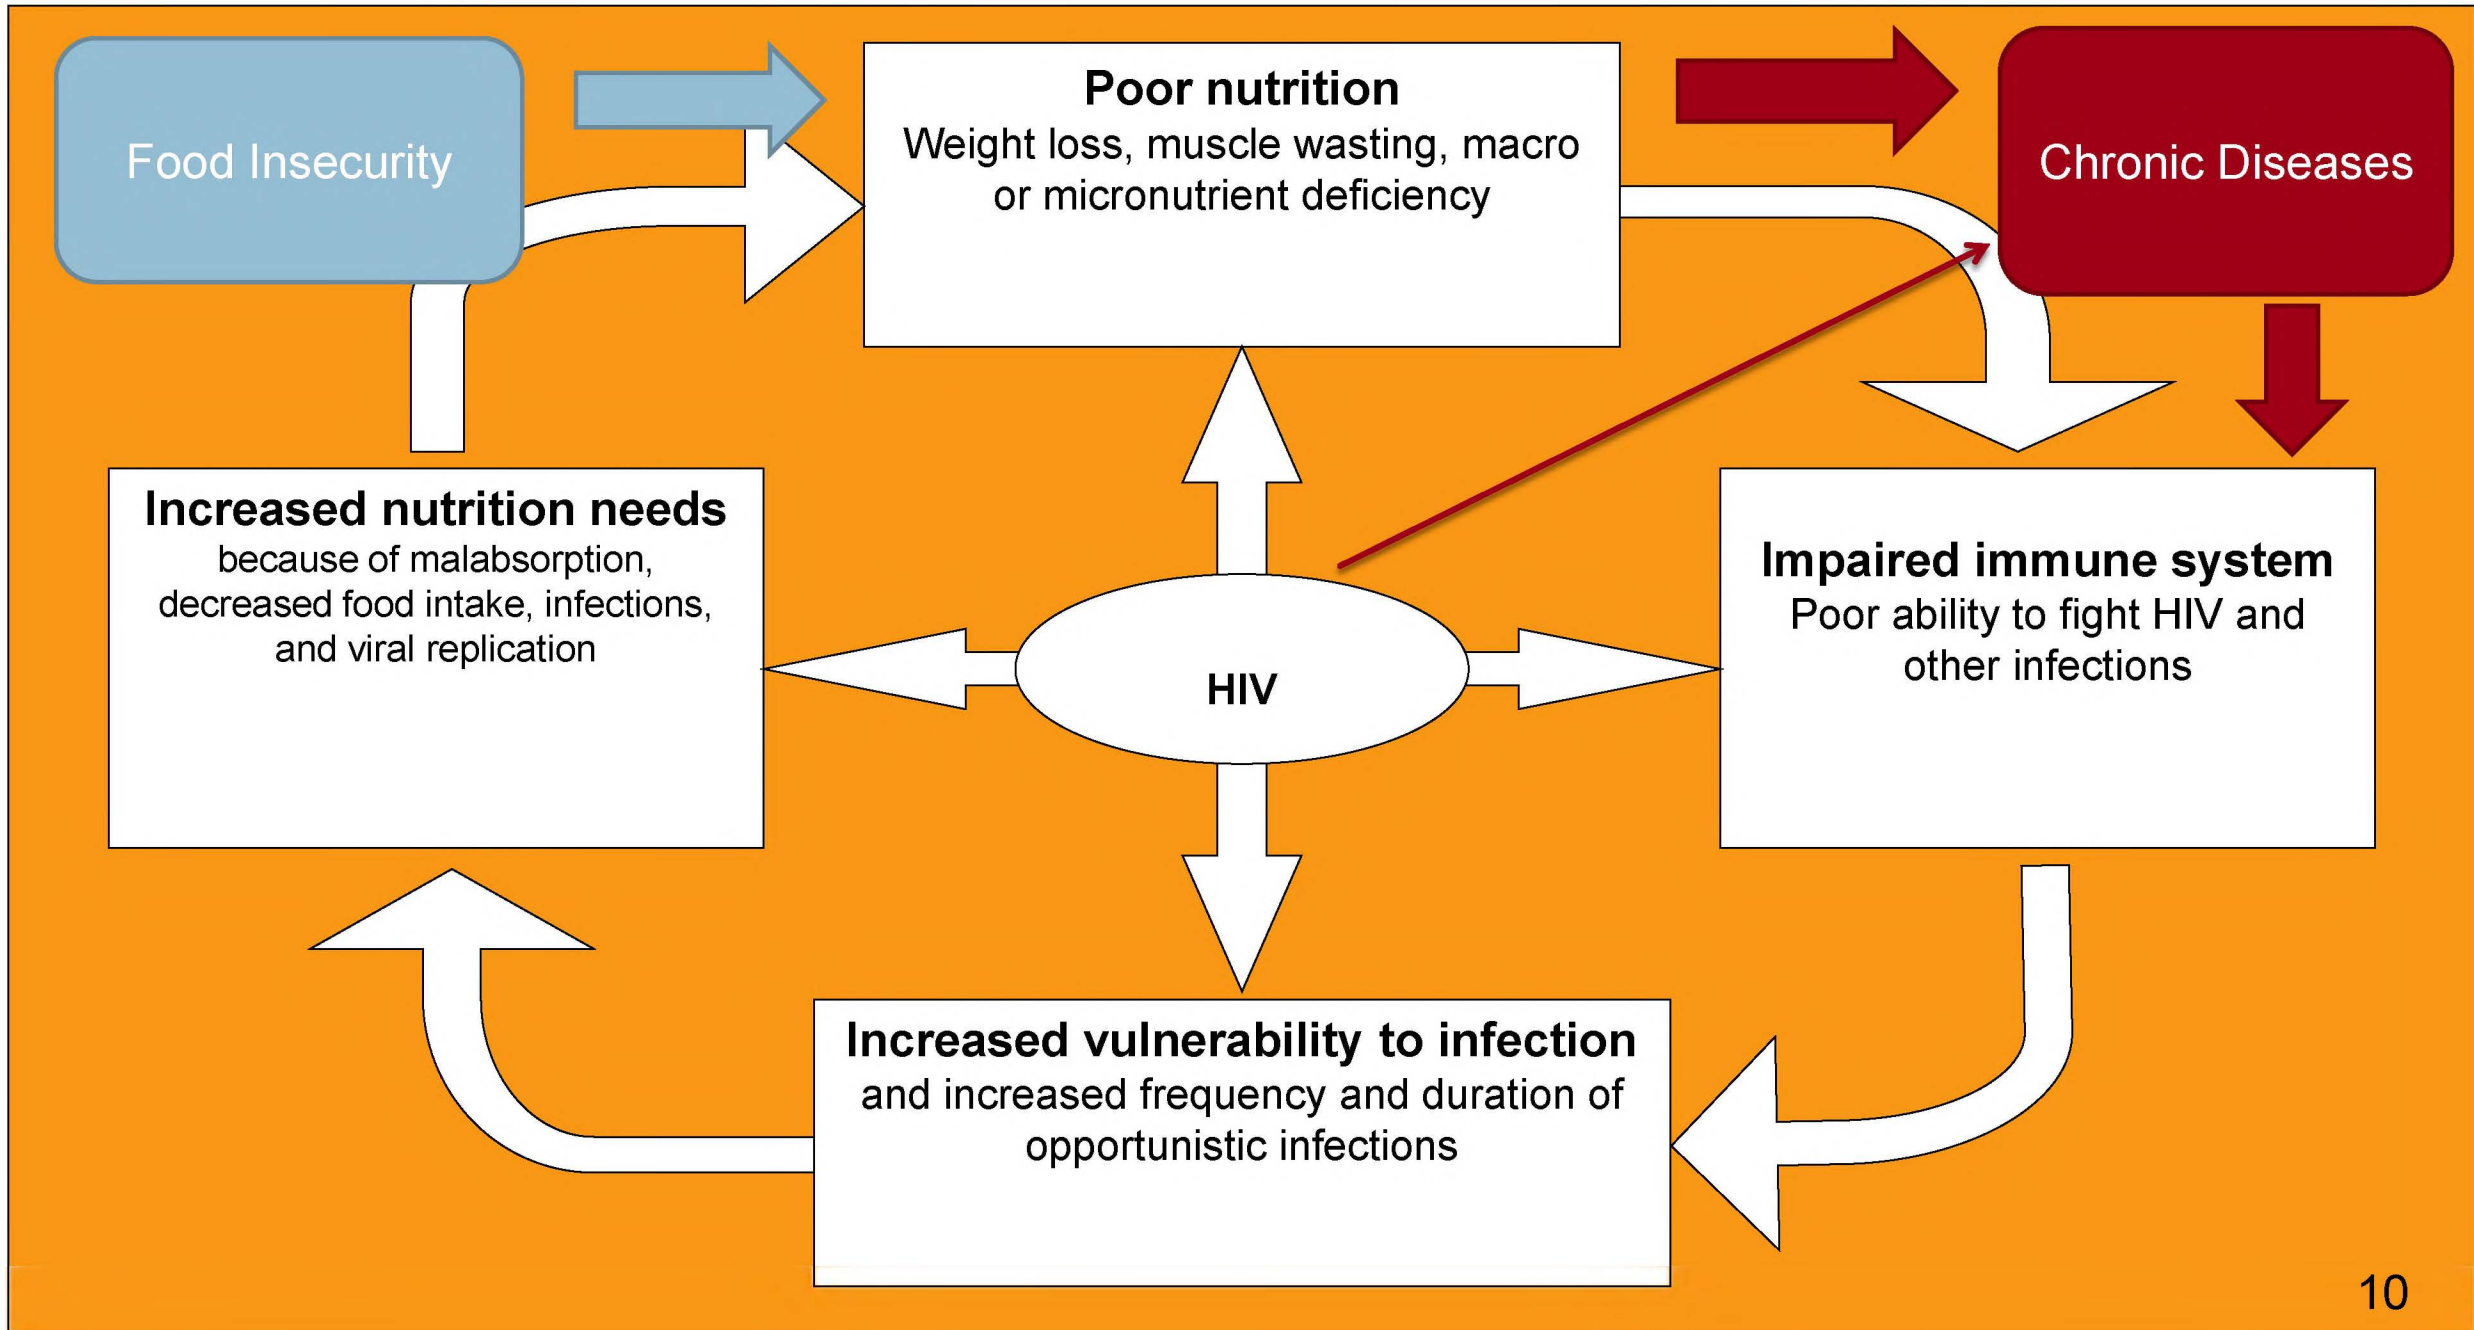 Food Insecurity
Poor nutrition
Weight loss, muscle wasting, macro
or micronutrient deficiency
Chronic Diseases
Increased nutrition needs
because of malabsorption,
decreased food intake, infections,
and viral replication
HIV
Impaired immune system
Poor ability to fight HIV and
other infections
Increased vulnerability to infection
and increased frequency and duration of
opportunistic infections
10